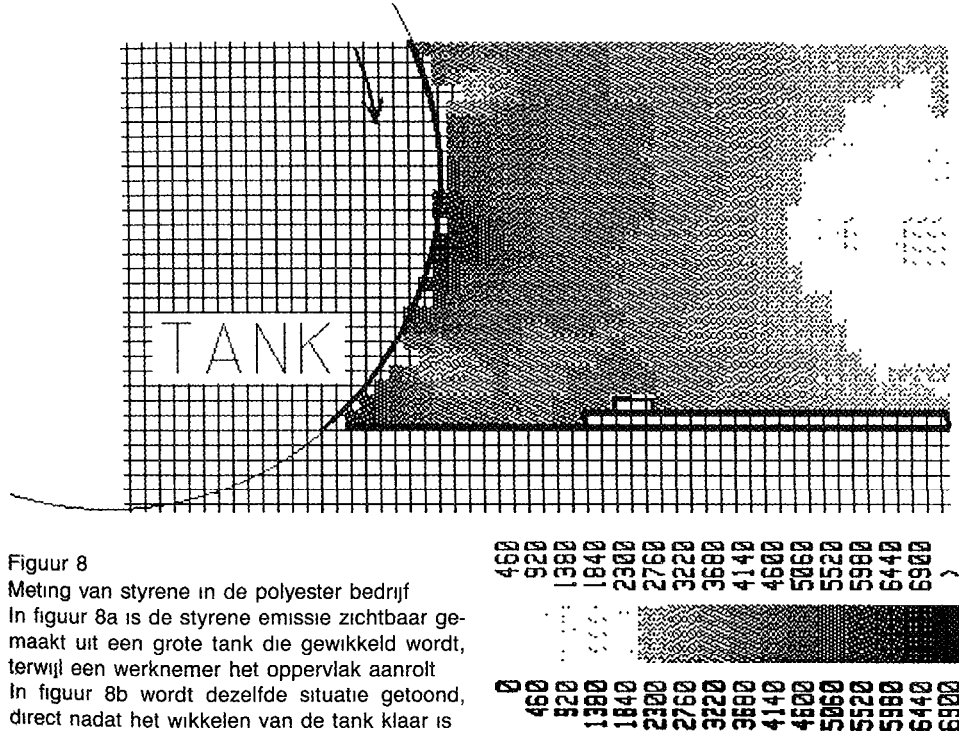 TANK
Figuur 8
Meting van styrene in de polyester bedrijf
In figuur 8a is de styrene emissie zichtbaar ge-
maakt uit een grote tank die gewikkeld wordt,
terwijl een werknemer het oppervlak aanrolt
In figuur 8b wordt dezelfde situatie getoond,
direct nadat het wikkelen van de tank klaar is
460 920 1380 1840 2300 2760 3220 3680 4140 4600 5060 5520 5980 6440 6900 >
0 460 920 1380 1840 2300 2760 3220 3680 4140 4600 5060 5520 5980 6440 6900